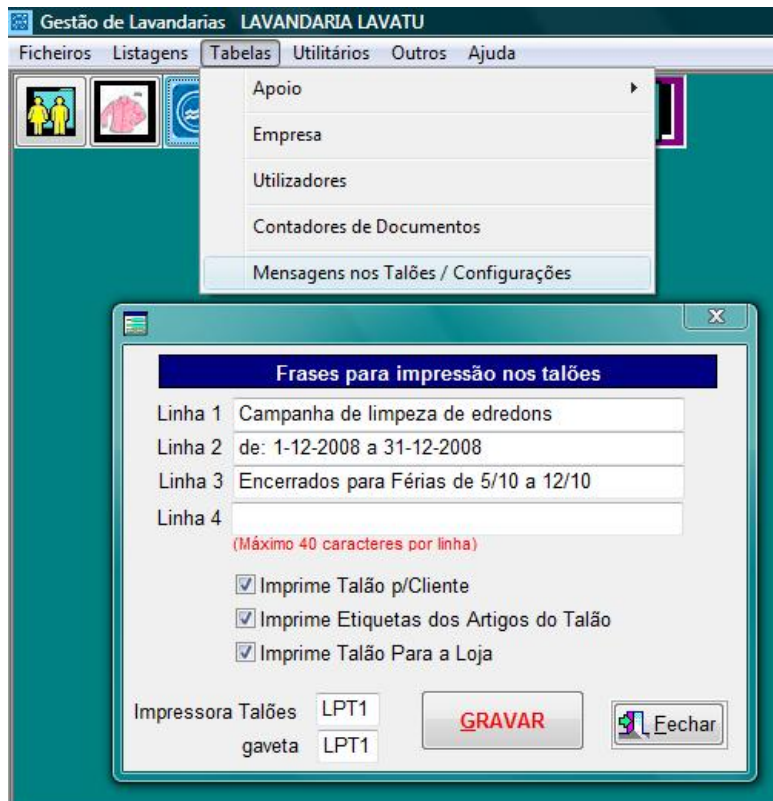 Gestão de Lavandarias LAVANDARIA LAVATU
Ficheiros Listagens Tabelas Utilitários Outros Ajuda
Apoio
Empresa
Utilizadores
Contadores de Documentos
Mensagens nos Talões / Configurações
Frases para impressão nos talões
Linha 1 Campanha de limpeza de edredons
Linha 2 de: 1-12-2008 a 31-12-2008
Linha 3 Encerrados para Férias de 5/10 a 12/10
Linha 4
(Máximo 40 caracteres por linha)
Imprime Talão p/Cliente
Imprime Etiquetas dos Artigos do Talão
Imprime Talão Para a Loja
Impressora Talões LPT1
gaveta LPT1
GRAVAR
Fechar